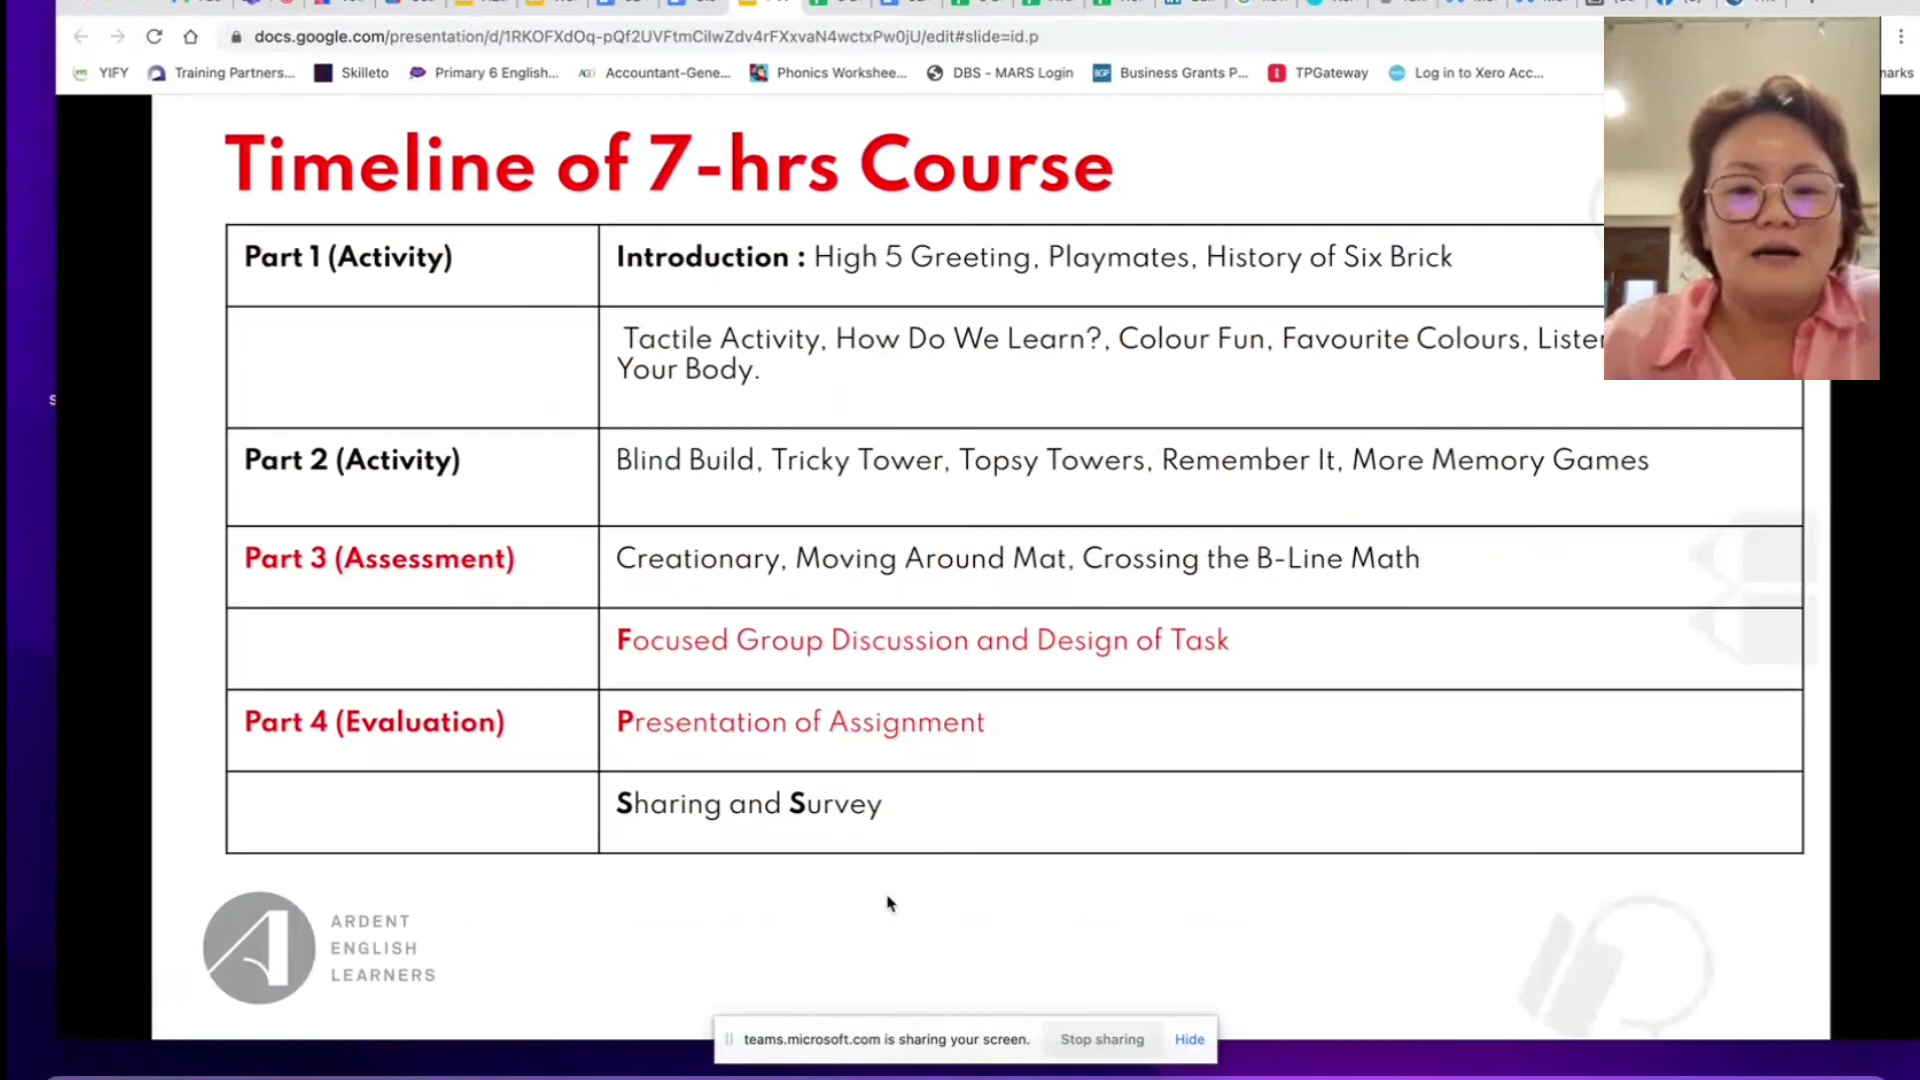 docs.google.com/presentation/d/1RKOFXdOq-pQf2UVFtmCilwZdv4rFXxvaN4wctxPw0jU/edit#slide=id.p
YIFY Training Partners... Skilleto Primary 6 English... Accountant-Gene... Phonics Workshee... DBS - MARS Login Business Grants P... TPGateway Log in to Xero Acc... marks
Timeline of 7-hrs Course
Part 1 (Activity) Introduction : High 5 Greeting, Playmates, History of Six Brick
Tactile Activity, How Do We Learn?, Colour Fun, Favourite Colours, Listen
Your Body.
Part 2 (Activity) Blind Build, Tricky Tower, Topsy Towers, Remember It, More Memory Games
Part 3 (Assessment) Creationary, Moving Around Mat, Crossing the B-Line Math
Focused Group Discussion and Design of Task
Part 4 (Evaluation) Presentation of Assignment
Sharing and Survey
ARDENT
ENGLISH
LEARNERS
teams.microsoft.com is sharing your screen. Stop sharing Hide